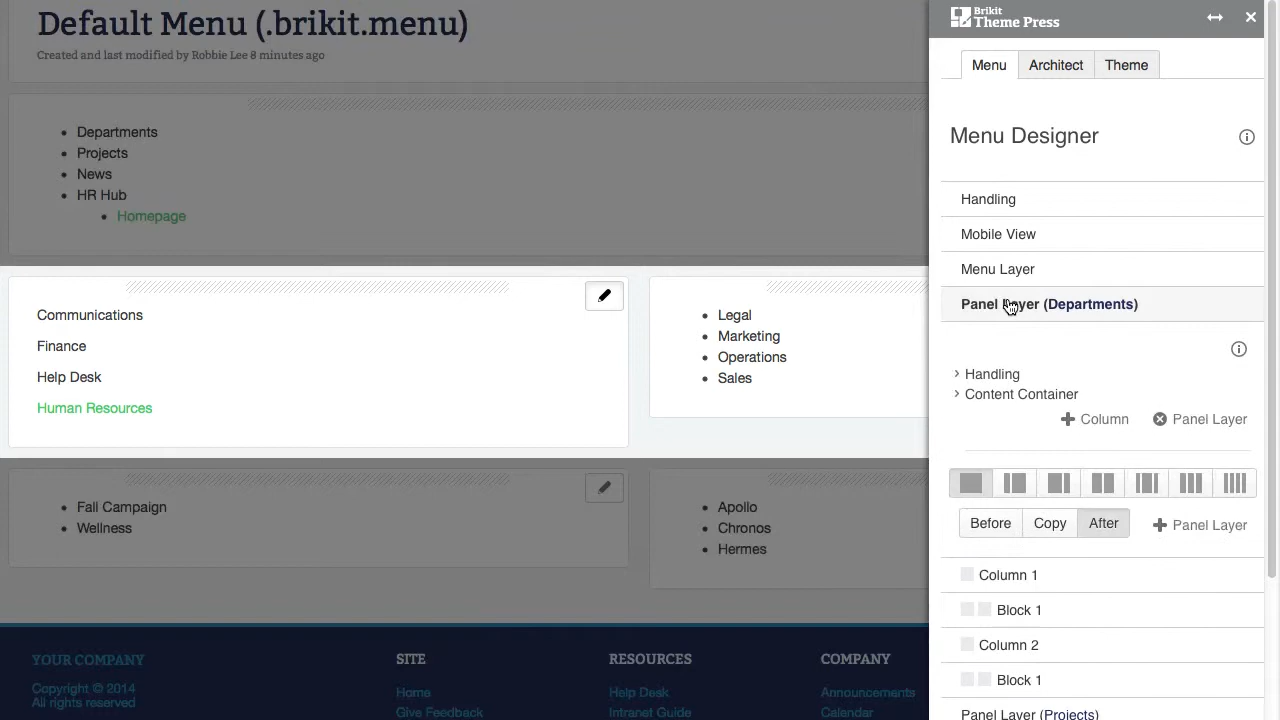 Default Menu (.brikit.menu)
Created and last modified by Robbie Lee 8 minutes ago
Departments
Projects
News
HR Hub
Homepage
Communications
Finance
Help Desk
Human Resources
Legal
Marketing
Operations
Sales
Fall Campaign
Wellness
Apollo
Chronos
Hermes
YOUR COMPANY
Copyright © 2014
All rights reserved
SITE
Home
Give Feedback
RESOURCES
Help Desk
Intranet Guide
COMPANY
Announcements
Calendar
Brikit
Theme Press
Menu Architect Theme
Menu Designer
Handling
Mobile View
Menu Layer
Panel Layer (Departments)
Handling
Content Container
Column Panel Layer
Before Copy After Panel Layer
Column 1
Block 1
Column 2
Block 1
Panel Layer (Projects)